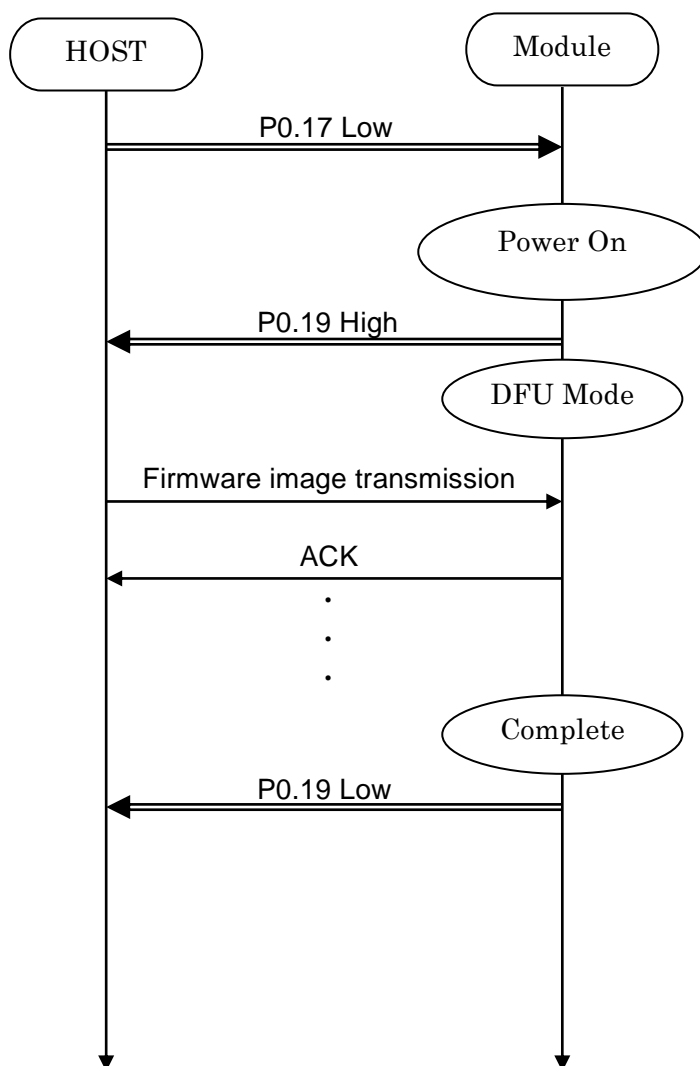 HOST
Module
P0.17 Low
Power On
P0.19 High
DFU Mode
Firmware image transmission
ACK
Complete
P0.19 Low